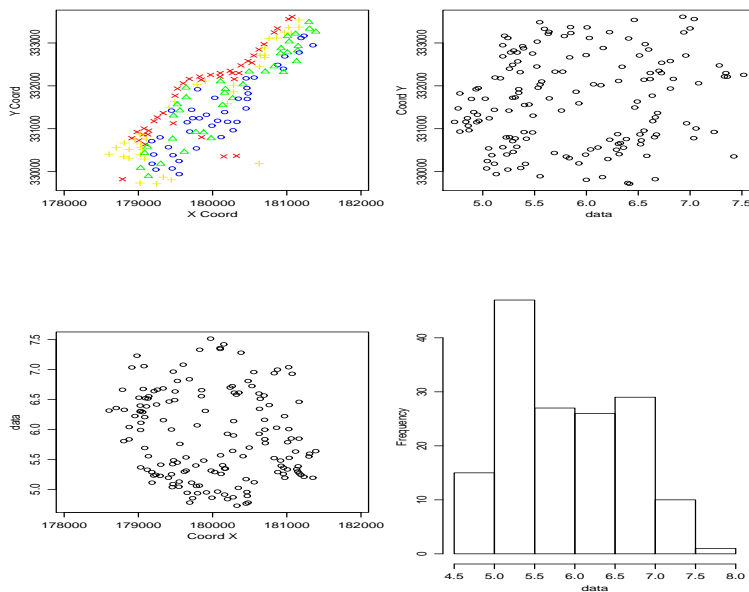 Y Coord
330000 331000 332000 333000
178000 179000 180000 181000 182000
X Coord
Coord Y
330000 331000 332000 333000
5.0 5.5 6.0 6.5 7.0 7.5
data
data
5.0 5.5 6.0 6.5 7.0 7.5
178000 179000 180000 181000 182000
Coord X
Frequency
0 10 20 30 40
4.5 5.0 5.5 6.0 6.5 7.0 7.5 8.0
data